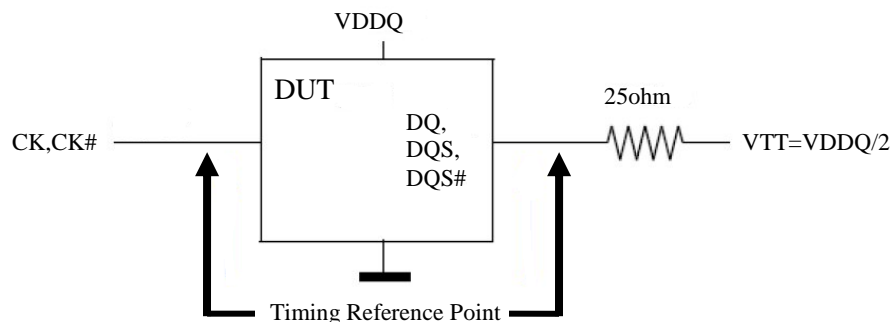 VDDQ
DUT
25ohm
DQ,
CK,CK#
DQS,
VTT=VDDQ/2
DQS#
Timing Reference Point